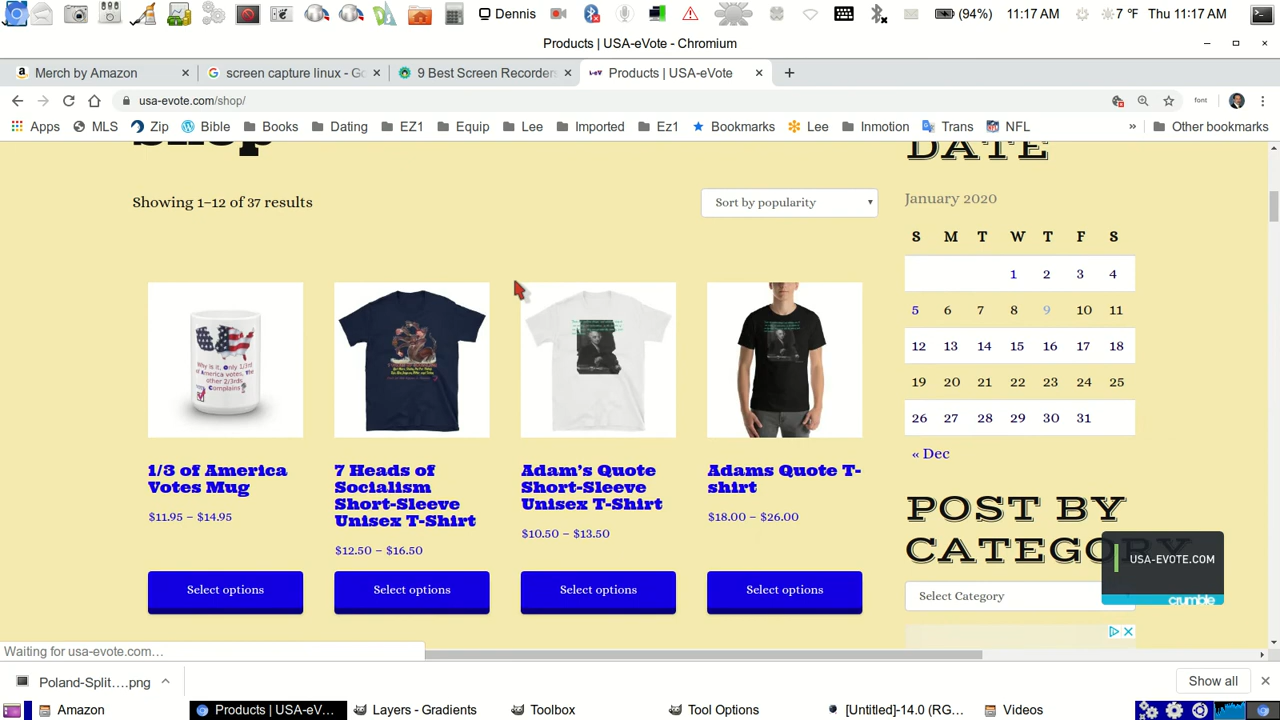 Dennis
(94%)
11:17 AM
7 °F
Thu 11:17 AM
Products | USA-eVote - Chromium
Merch by Amazon
screen capture linux - Go
9 Best Screen Recorders
Products | USA-eVote
usa-evote.com/shop/
font
Apps MLS Zip Bible Books Dating EZ1 Equip Lee Imported Ez1 Bookmarks Lee Inmotion Trans NFL » Other bookmarks
Shop
Showing 1–12 of 37 results
Sort by popularity
1/3 of America
Votes Mug
$11.95 – $14.95
Select options
7 Heads of
Socialism
Short-Sleeve
Unisex T-Shirt
$12.50 – $16.50
Select options
Adam's Quote
Short-Sleeve
Unisex T-Shirt
$10.50 – $13.50
Select options
Adams Quote T-
shirt
$18.00 – $26.00
Select options
DATE
January 2020
S M T W T F S
1 2 3 4
5 6 7 8 9 10 11
12 13 14 15 16 17 18
19 20 21 22 23 24 25
26 27 28 29 30 31
« Dec
POST BY
CATEGORY
Select Category
USA-EVOTE.COM
crumble
Waiting for usa-evote.com…
Poland-Split....png
Show all
Amazon
Products | USA-eV...
Layers - Gradients
Toolbox
Tool Options
[Untitled]-14.0 (RG...
Videos